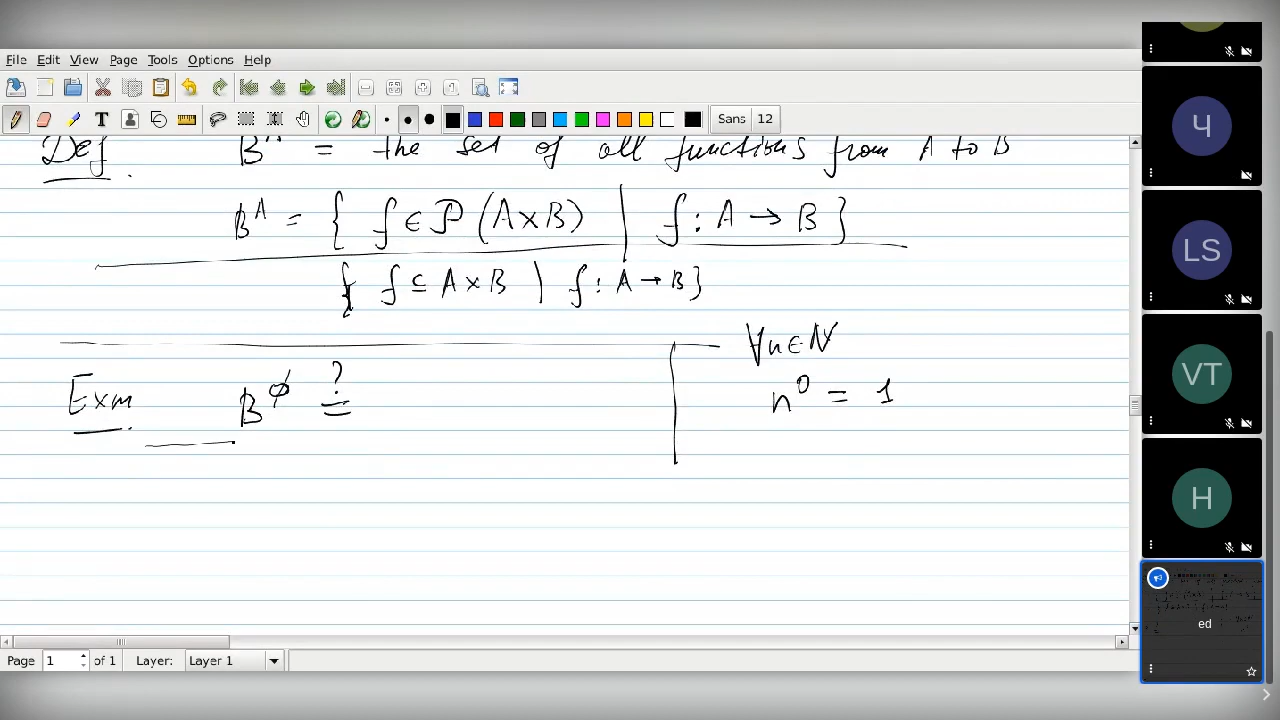 File Edit View Page Tools Options Help
Sans 12
Def. B^A = the set of all functions from A to B
B^A = { f ∈ P(A×B) | f : A → B }
{ f ⊆ A×B | f : A → B }
∀n∈ℕ
Exm. B^∅ ≟
n^0 = 1
Page 1 of 1 Layer: Layer 1
Ч
LS
VT
H
ed